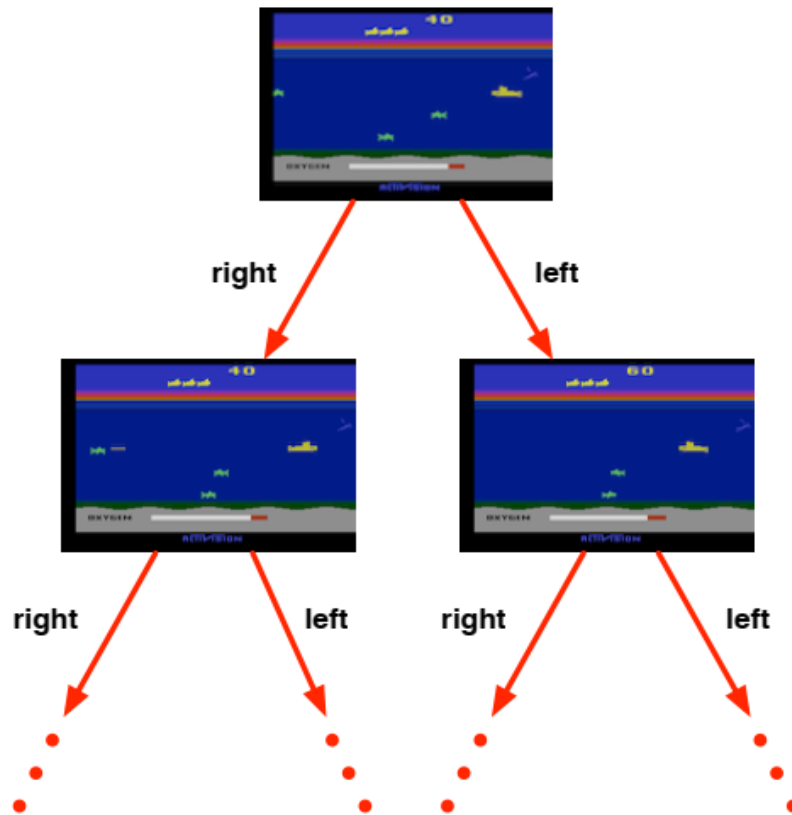 40
OXYGEN
ACTIVISION
right left
40 60
OXYGEN OXYGEN
ACTIVISION ACTIVISION
right left right left